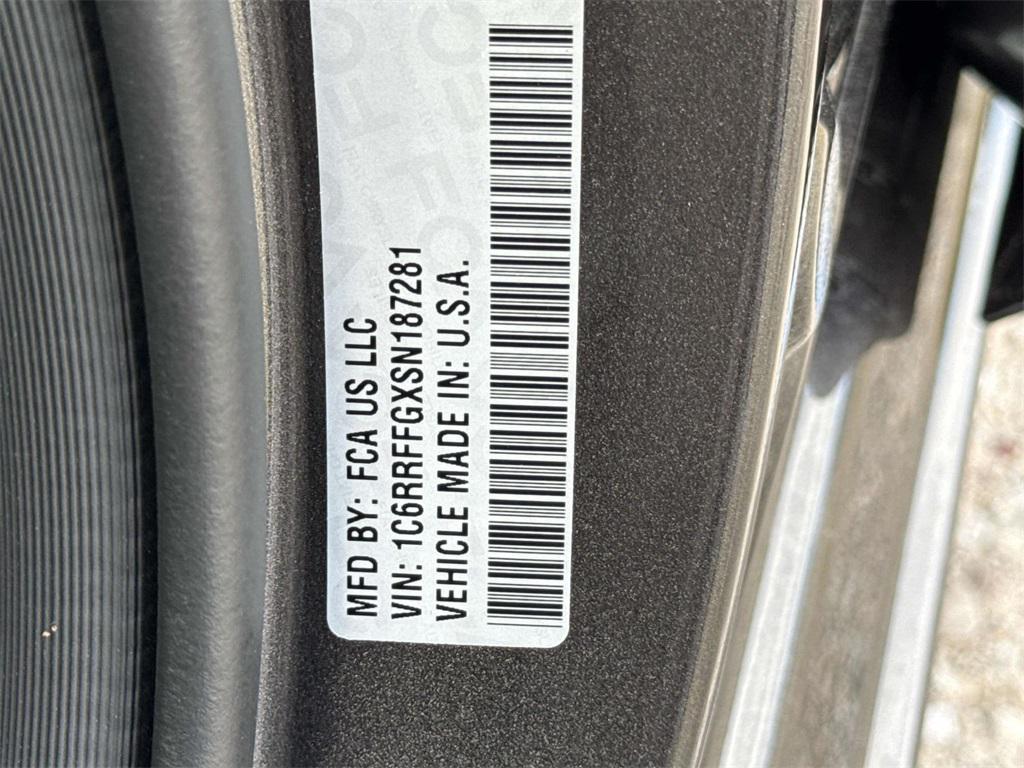 MFD BY: FCA US LLC
VIN: 1C6RRFFGXSN187281
VEHICLE MADE IN: U.S.A.